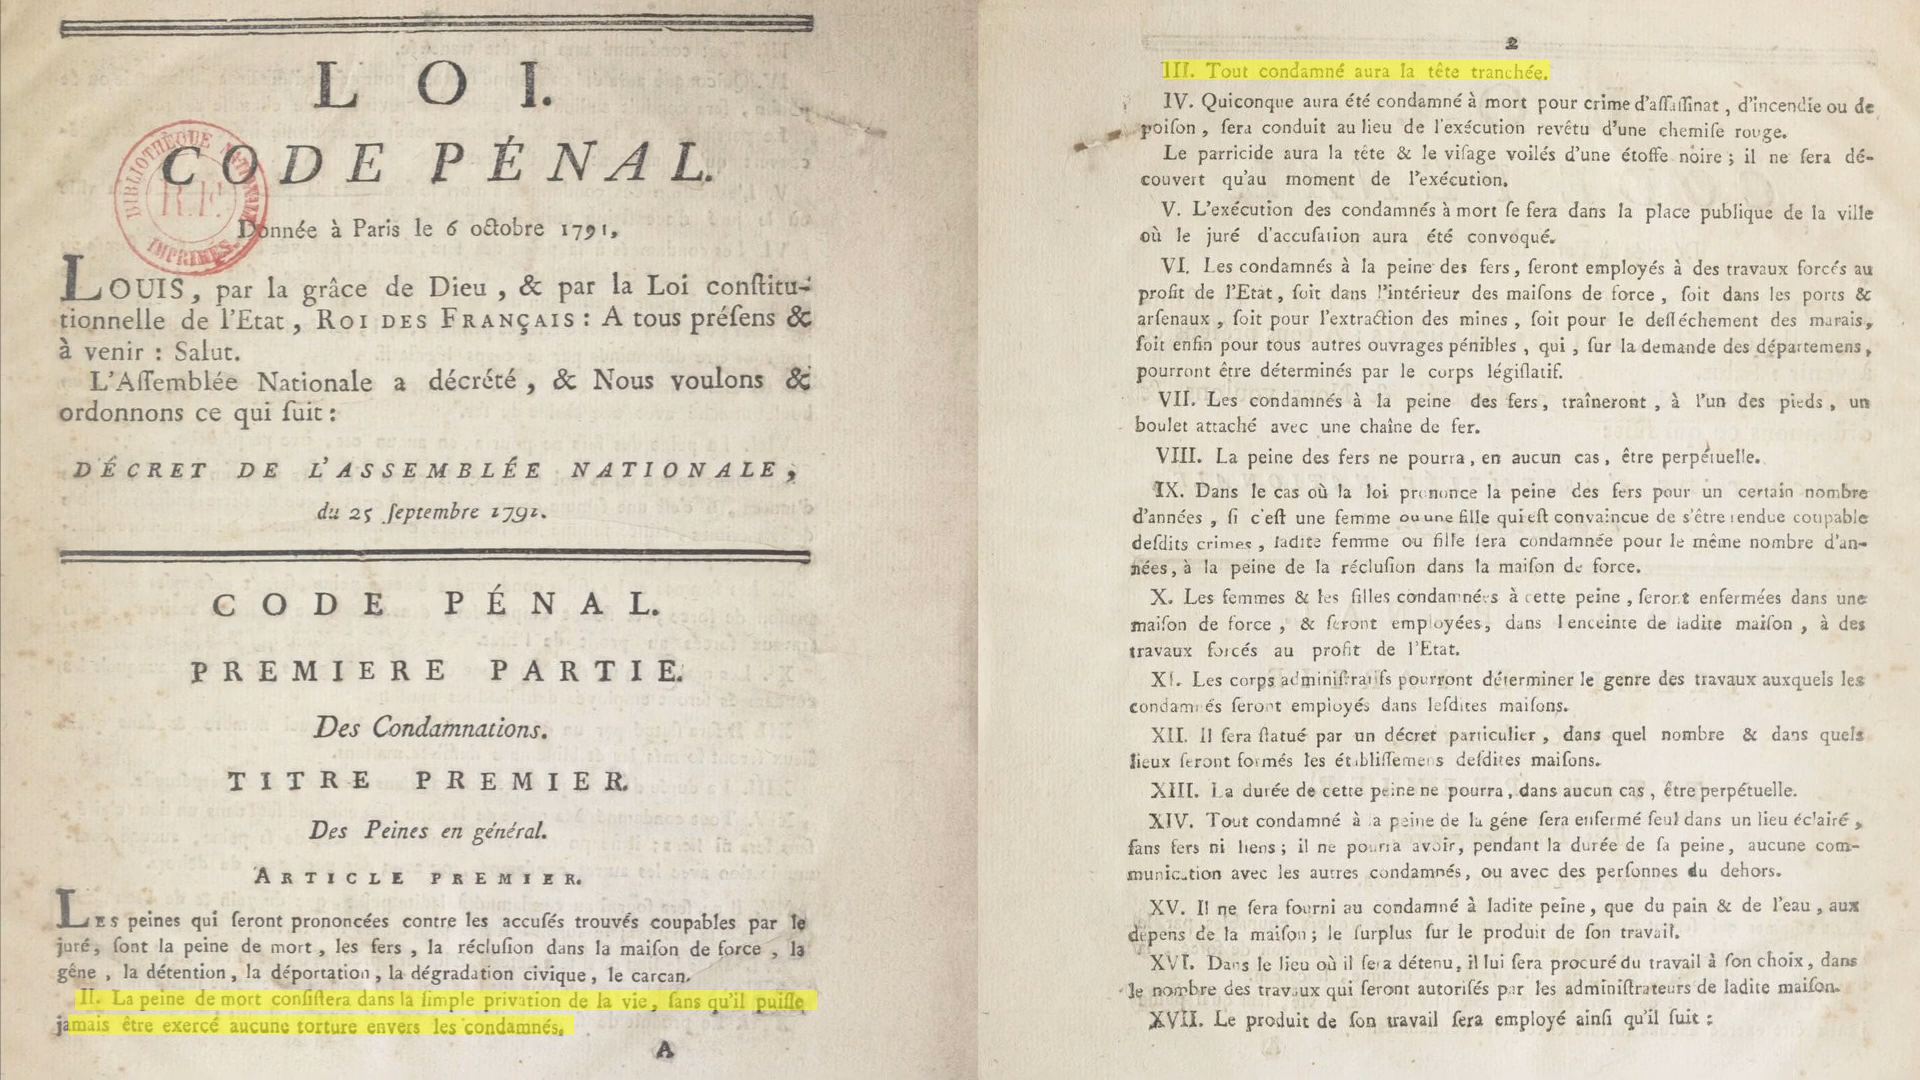 LOI.
CODE PÉNAL.
BIBLIOTHÈQUE NATIONALE
R.F.
IMPRIMÉS.
Donnée à Paris le 6 octobre 1791,
LOUIS, par la grâce de Dieu, & par la Loi conſtitu-
tionnelle de l'Etat, ROI DES FRANÇAIS : A tous préſens &
à venir : Salut.
L'Aſſemblée Nationale a décrété, & Nous voulons &
ordonnons ce qui ſuit :
DÉCRET DE L'ASSEMBLÉE NATIONALE,
du 25 ſeptembre 1791.
CODE PÉNAL.
PREMIERE PARTIE.
Des Condamnations.
TITRE PREMIER.
Des Peines en général.
ARTICLE PREMIER.
LES peines qui ſeront prononcées contre les accuſés trouvés coupables par le
juré, ſont la peine de mort, les fers, la récluſion dans la maiſon de force, la
gêne, la détention, la déportation, la dégradation civique, le carcan.
II. La peine de mort conſiſtera dans la ſimple privation de la vie, ſans qu'il puiſſe
jamais être exercé aucune torture envers les condamnés.
A
2
III. Tout condamné aura la tête tranchée.
IV. Quiconque aura été condamné à mort pour crime d'aſſaſſinat, d'incendie ou de
poiſon, ſera conduit au lieu de l'exécution revêtu d'une chemiſe rouge.
Le parricide aura la tête & le viſage voilés d'une étoffe noire ; il ne ſera dé-
couvert qu'au moment de l'exécution.
V. L'exécution des condamnés à mort ſe fera dans la place publique de la ville
où le juré d'accuſation aura été convoqué.
VI. Les condamnés à la peine des fers, ſeront employés à des travaux forcés au
profit de l'Etat, ſoit dans l'intérieur des maiſons de force, ſoit dans les ports &
arſenaux, ſoit pour l'extraction des mines, ſoit pour le deſſéchement des marais,
ſoit enfin pour tous autres ouvrages pénibles, qui, ſur la demande des départemens,
pourront être déterminés par le corps légiſlatif.
VII. Les condamnés à la peine des fers, traîneront, à l'un des pieds, un
boulet attaché avec une chaîne de fer.
VIII. La peine des fers ne pourra, en aucun cas, être perpétuelle.
IX. Dans le cas où la loi prononce la peine des fers pour un certain nombre
d'années, ſi c'eſt une femme ou une fille qui eſt convaincue de s'être rendue coupable
deſdits crimes, ladite femme ou fille ſera condamnée pour le même nombre d'an-
nées, à la peine de la récluſion dans la maiſon de force.
X. Les femmes & les filles condamnées à cette peine, ſeront enfermées dans une
maiſon de force, & ſeront employées, dans l'enceinte de ladite maiſon, à des
travaux forcés au profit de l'Etat.
XI. Les corps adminiſtratifs pourront déterminer le genre des travaux auxquels les
condamnés ſeront employés dans leſdites maiſons.
XII. Il ſera ſtatué par un décret particulier, dans quel nombre & dans quels
lieux ſeront formés les établiſſemens deſdites maiſons.
XIII. La durée de cette peine ne pourra, dans aucun cas, être perpétuelle.
XIV. Tout condamné à la peine de la gêne ſera enfermé ſeul dans un lieu éclairé,
ſans fers ni liens ; il ne pourra avoir, pendant la durée de ſa peine, aucune com-
munication avec les autres condamnés, ou avec des perſonnes du dehors.
XV. Il ne ſera fourni au condamné à ladite peine, que du pain & de l'eau, aux
dépens de la maiſon ; le ſurplus ſur le produit de ſon travail.
XVI. Dans le lieu où il ſera détenu, il lui ſera procuré du travail à ſon choix, dans
le nombre des travaux qui ſeront autoriſés par les adminiſtrateurs de ladite maiſon.
XVII. Le produit de ſon travail ſera employé ainſi qu'il ſuit :